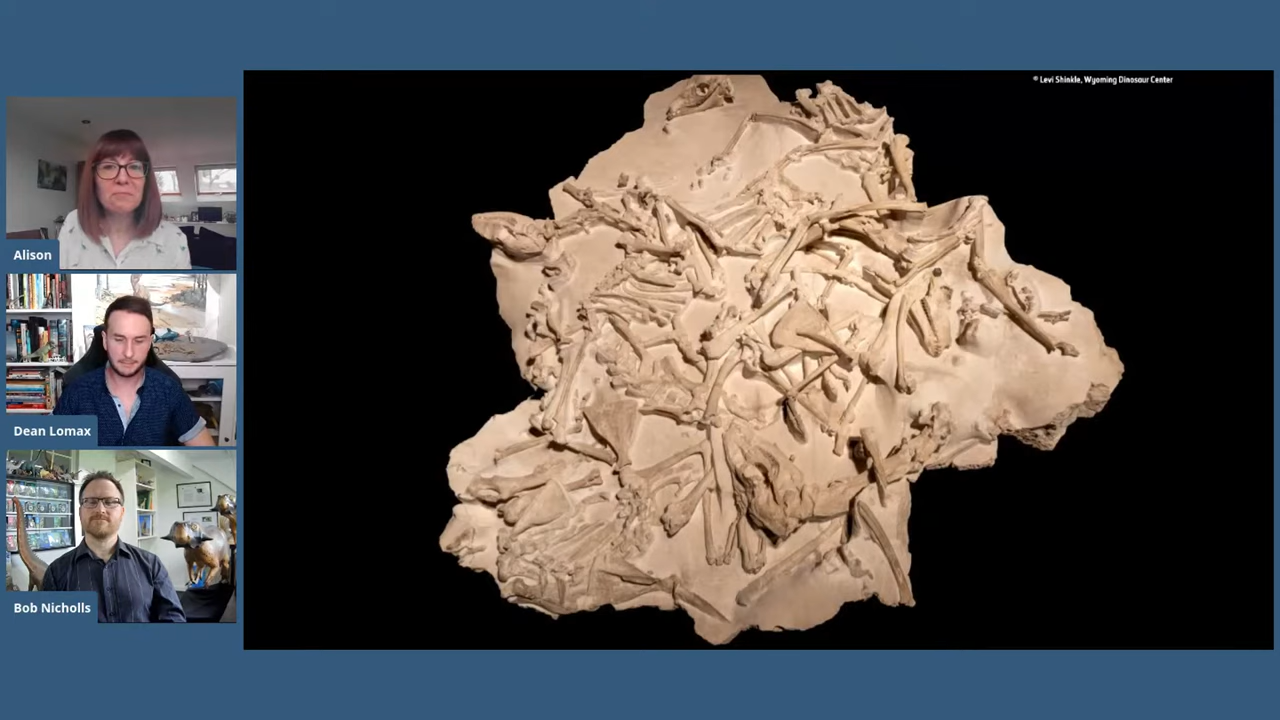 © Levi Shinkle, Wyoming Dinosaur Center
Alison
Dean Lomax
Bob Nicholls